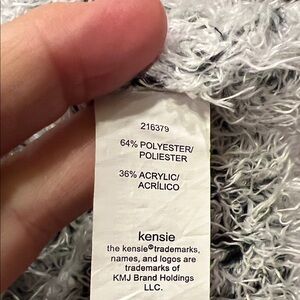 216379
64% POLYESTER/
POLIESTER
36% ACRYLIC/
ACRÍLICO
kensie
the kensie® trademarks,
names, and logos are
trademarks of
KMJ Brand Holdings
LLC.